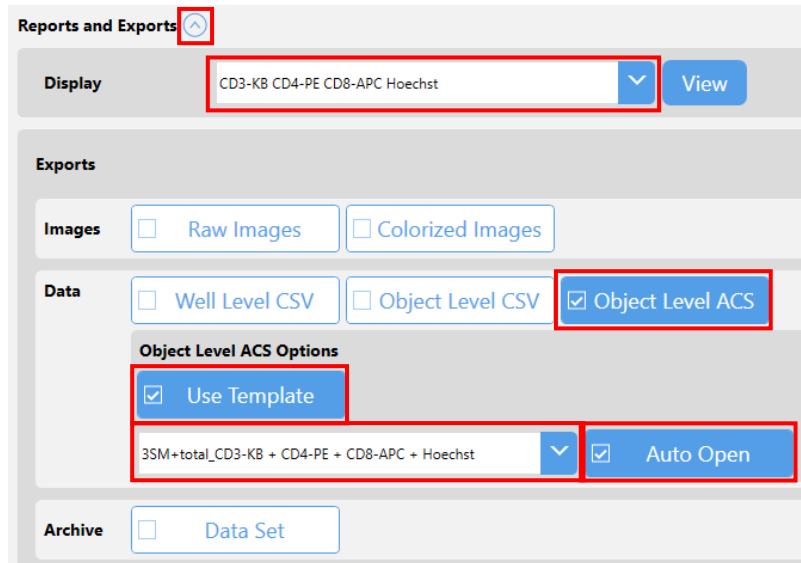 Reports and Exports
Display
CD3-KB CD4-PE CD8-APC Hoechst
View
Exports
Images
Raw Images
Colorized Images
Data
Well Level CSV
Object Level CSV
Object Level ACS
Object Level ACS Options
Use Template
3SM+total_CD3-KB + CD4-PE + CD8-APC + Hoechst
Auto Open
Archive
Data Set